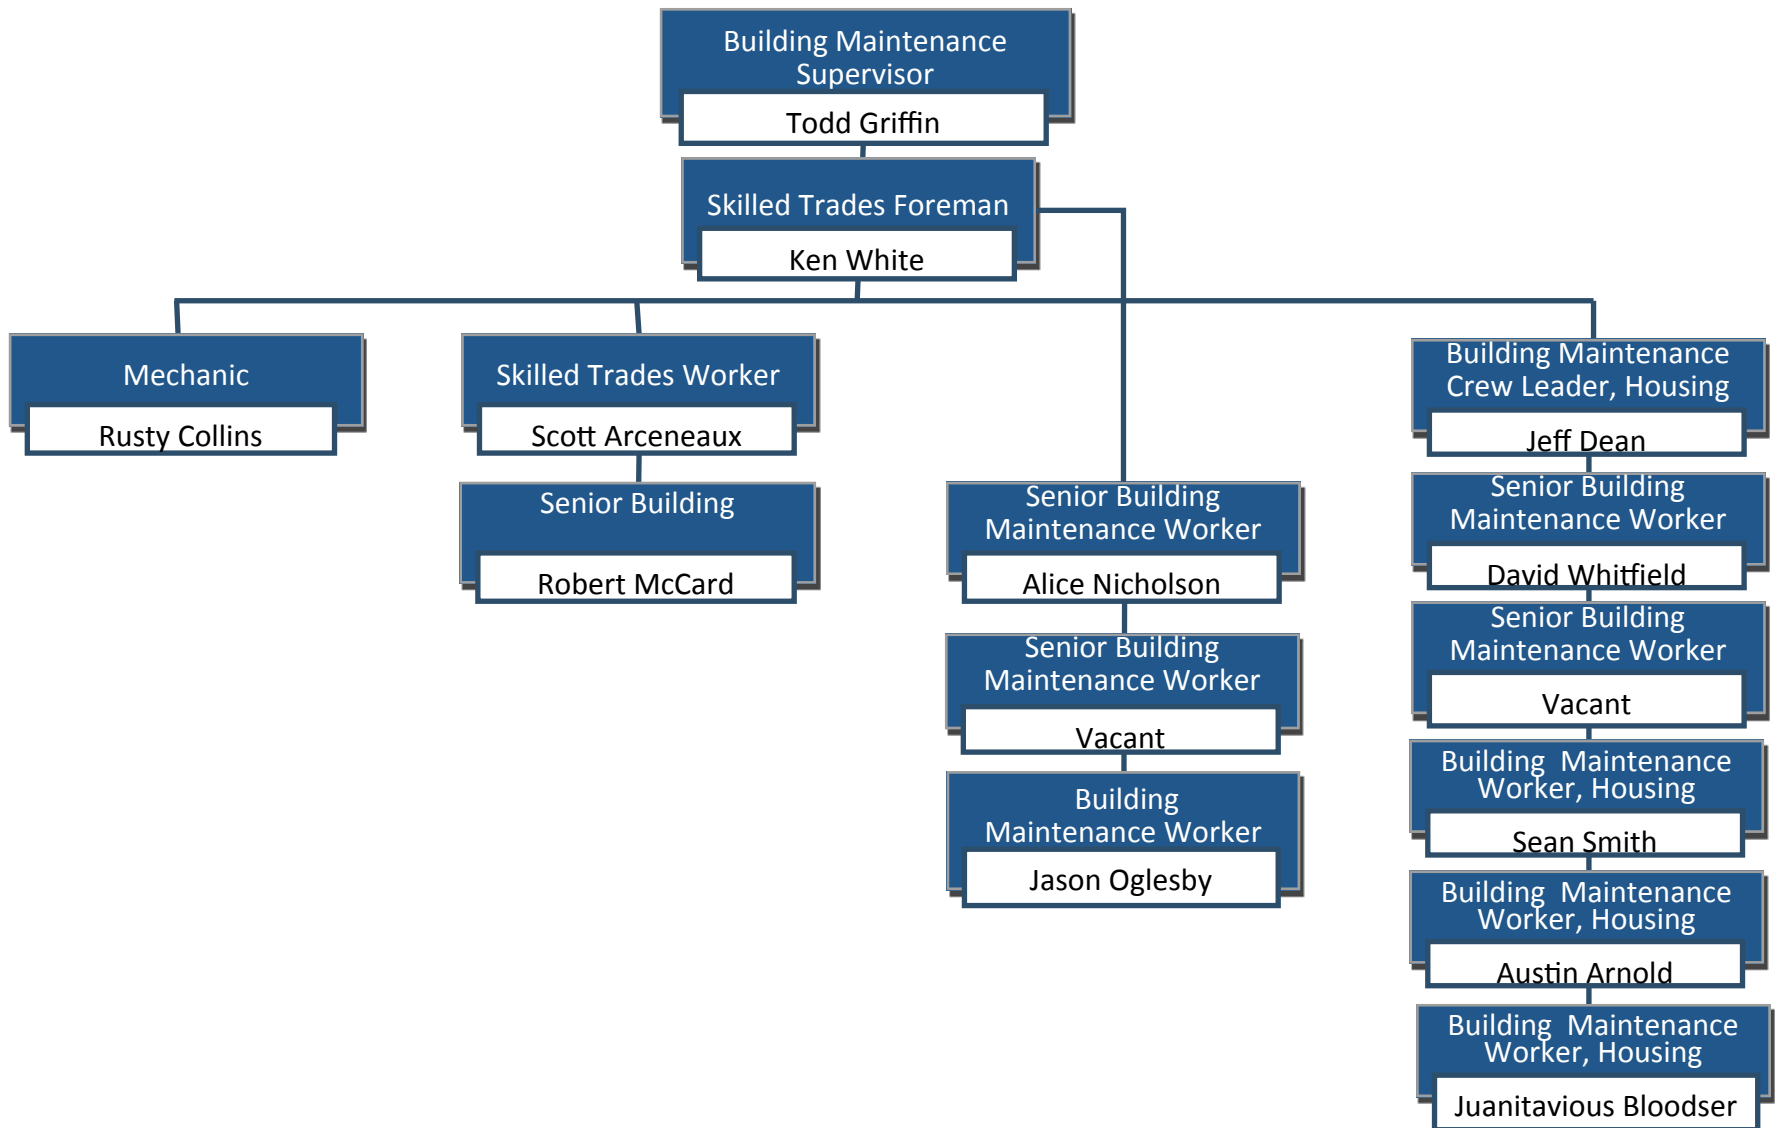 Building Maintenance
Supervisor
Todd Griffin
Skilled Trades Foreman
Ken White
Mechanic
Rusty Collins
Skilled Trades Worker
Scott Arceneaux
Senior Building
Robert McCard
Senior Building
Maintenance Worker
Alice Nicholson
Senior Building
Maintenance Worker
Vacant
Building
Maintenance Worker
Jason Oglesby
Building Maintenance
Crew Leader, Housing
Jeff Dean
Senior Building
Maintenance Worker
David Whitfield
Senior Building
Maintenance Worker
Vacant
Building Maintenance
Worker, Housing
Sean Smith
Building Maintenance
Worker, Housing
Austin Arnold
Building Maintenance
Worker, Housing
Juanitavious Bloodser